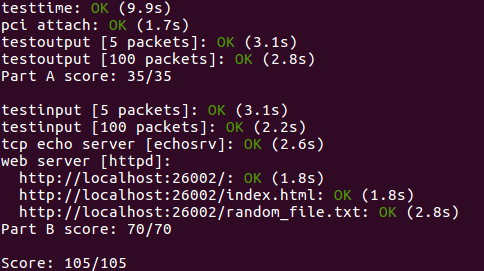 testtime: OK (9.9s)
pci attach: OK (1.7s)
testoutput [5 packets]: OK (3.1s)
testoutput [100 packets]: OK (2.8s)
Part A score: 35/35

testinput [5 packets]: OK (3.1s)
testinput [100 packets]: OK (2.2s)
tcp echo server [echosrv]: OK (2.6s)
web server [httpd]:
  http://localhost:26002/: OK (1.8s)
  http://localhost:26002/index.html: OK (1.8s)
  http://localhost:26002/random_file.txt: OK (2.8s)
Part B score: 70/70

Score: 105/105